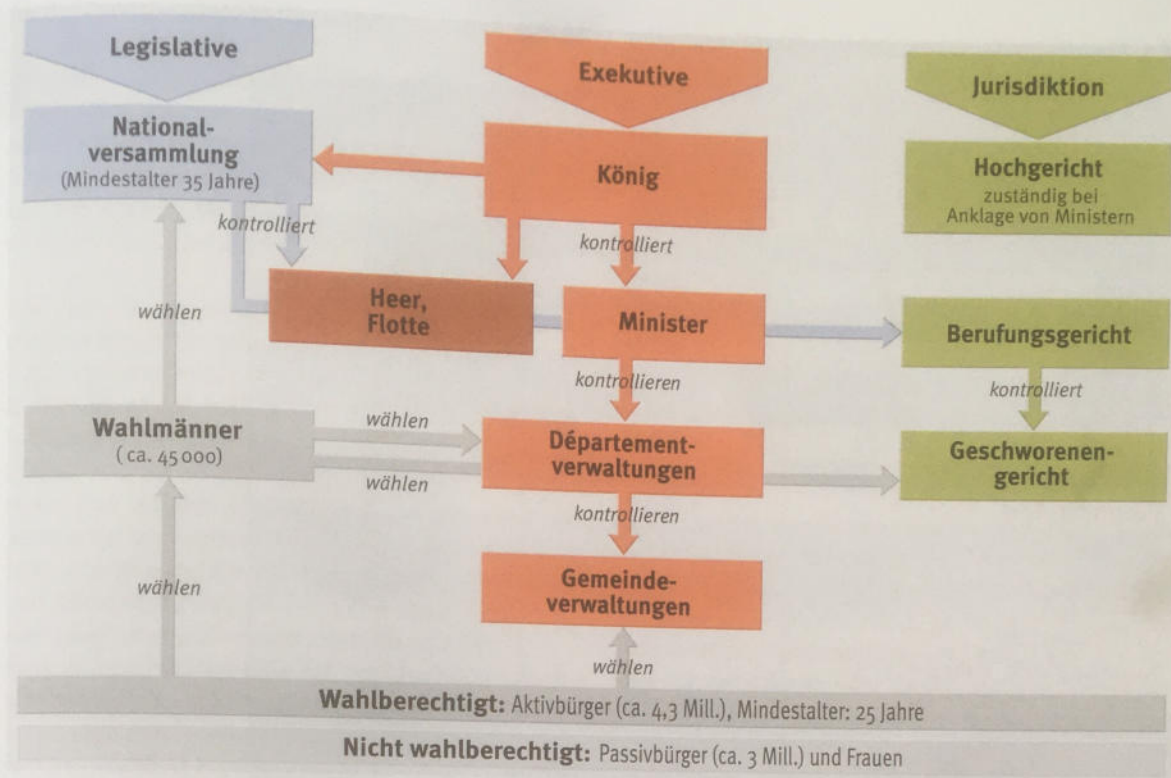 Legislative
National-
versammlung
(Mindestalter 35 Jahre)
kontrolliert
wählen
Wahlmänner
(ca. 45 000)
wählen
wählen
wählen
Exekutive
König
kontrolliert
Heer,
Flotte
Minister
kontrollieren
Département-
verwaltungen
kontrollieren
Gemeinde-
verwaltungen
wählen
Jurisdiktion
Hochgericht
zuständig bei
Anklage von Ministern
Berufungsgericht
kontrolliert
Geschworenen-
gericht
Wahlberechtigt: Aktivbürger (ca. 4,3 Mill.), Mindestalter: 25 Jahre
Nicht wahlberechtigt: Passivbürger (ca. 3 Mill.) und Frauen